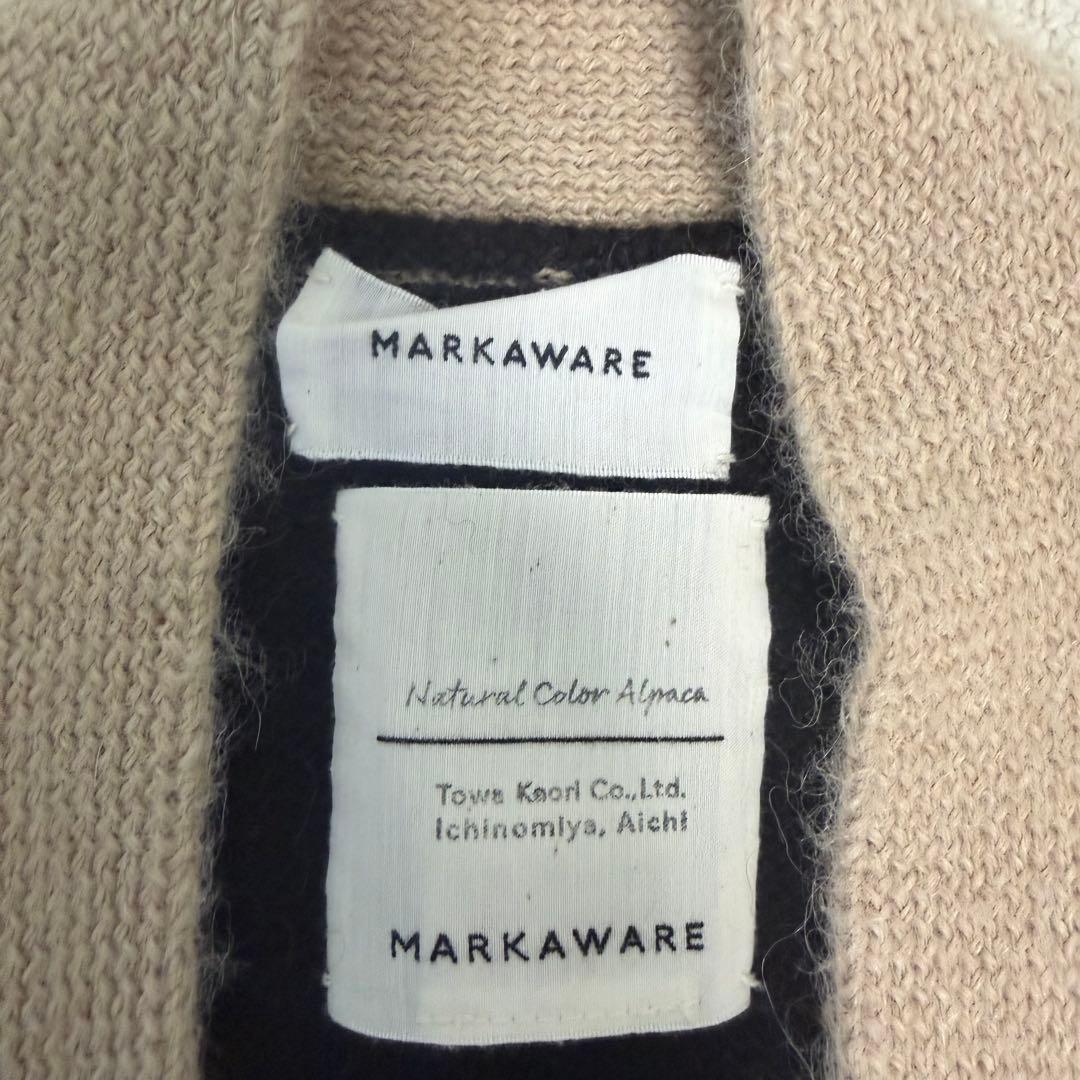 MARKAWARE
Natural Color Alpaca
Towa Kaori Co.,Ltd.
Ichinomiya, Aichi
MARKAWARE